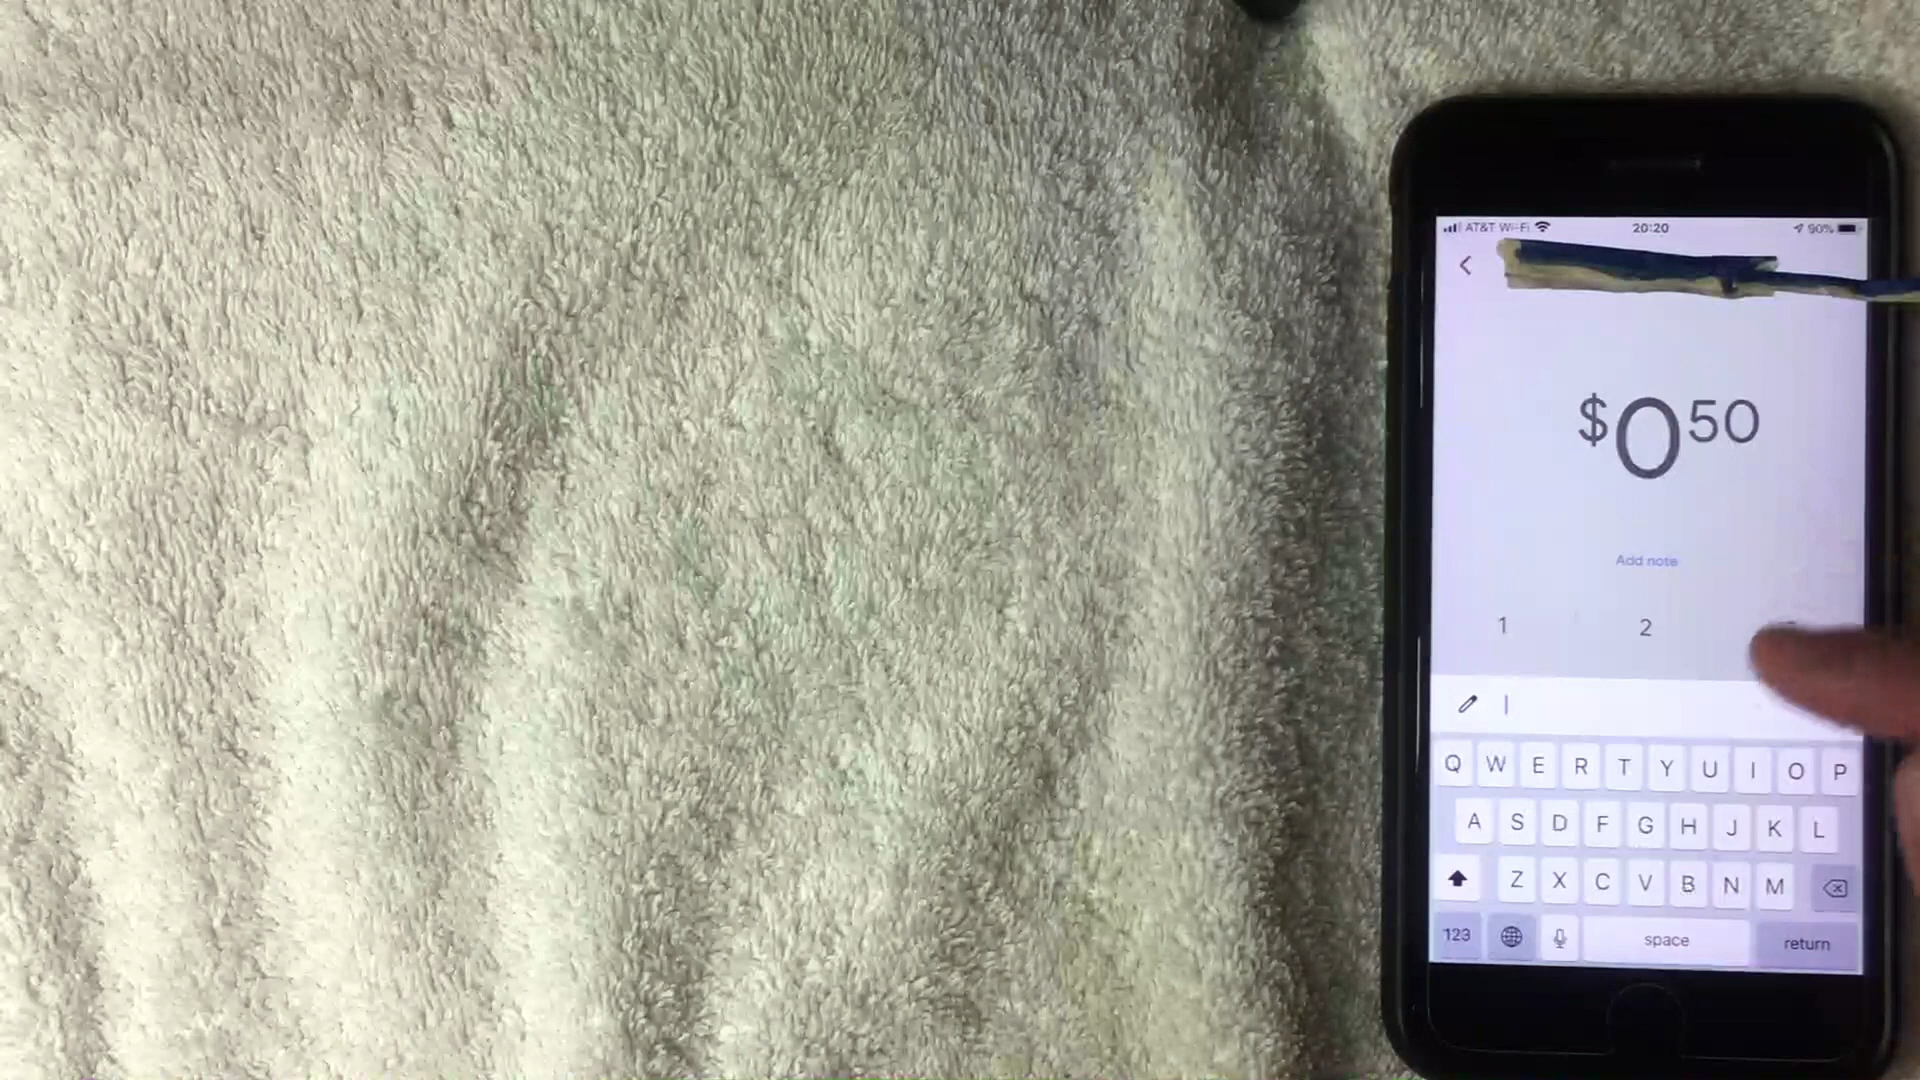 AT&T Wi-Fi 20:20 90%
$0.50
Add note
1 2
Q W E R T Y U I O P
A S D F G H J K L
Z X C V B N M
123 space return